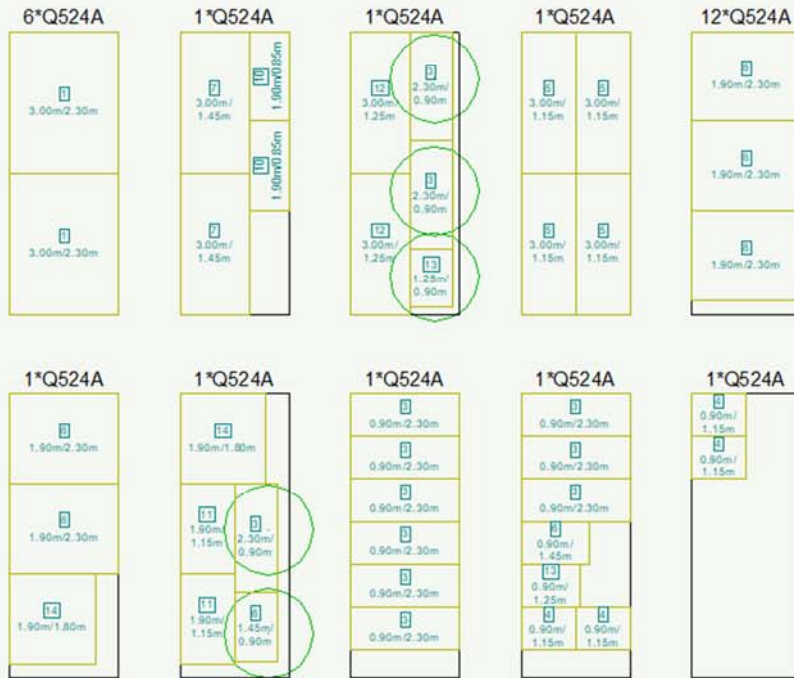 6*Q524A
1*Q524A
1*Q524A
1*Q524A
12*Q524A
1
3.00m/2.30m
1
3.00m/2.30m
7
3.00m/
1.45m
7
3.00m/
1.45m
10
1.90m/0.85m
10
1.90m/0.85m
12
3.00m/
1.25m
12
3.00m/
1.25m
3
2.30m/
0.90m
3
2.30m/
0.90m
13
1.25m/
0.90m
3.00m/
1.15m
3.00m/
1.15m
3.00m/
1.15m
3.00m/
1.15m
1.90m/2.30m
1.90m/2.30m
1.90m/2.30m
1*Q524A
1*Q524A
1*Q524A
1*Q524A
1*Q524A
1.90m/2.30m
1.90m/2.30m
14
1.90m/1.80m
14
1.90m/1.80m
11
1.90m/
1.15m
11
1.90m/
1.15m
3
2.30m/
0.90m
1.45m/
0.90m
3
0.90m/2.30m
3
0.90m/2.30m
3
0.90m/2.30m
3
0.90m/2.30m
3
0.90m/2.30m
3
0.90m/2.30m
3
0.90m/2.30m
3
0.90m/2.30m
3
0.90m/2.30m
0.90m/
1.45m
13
0.90m/
1.25m
4
0.90m/
1.15m
4
0.90m/
1.15m
4
0.90m/
1.15m
4
0.90m/
1.15m